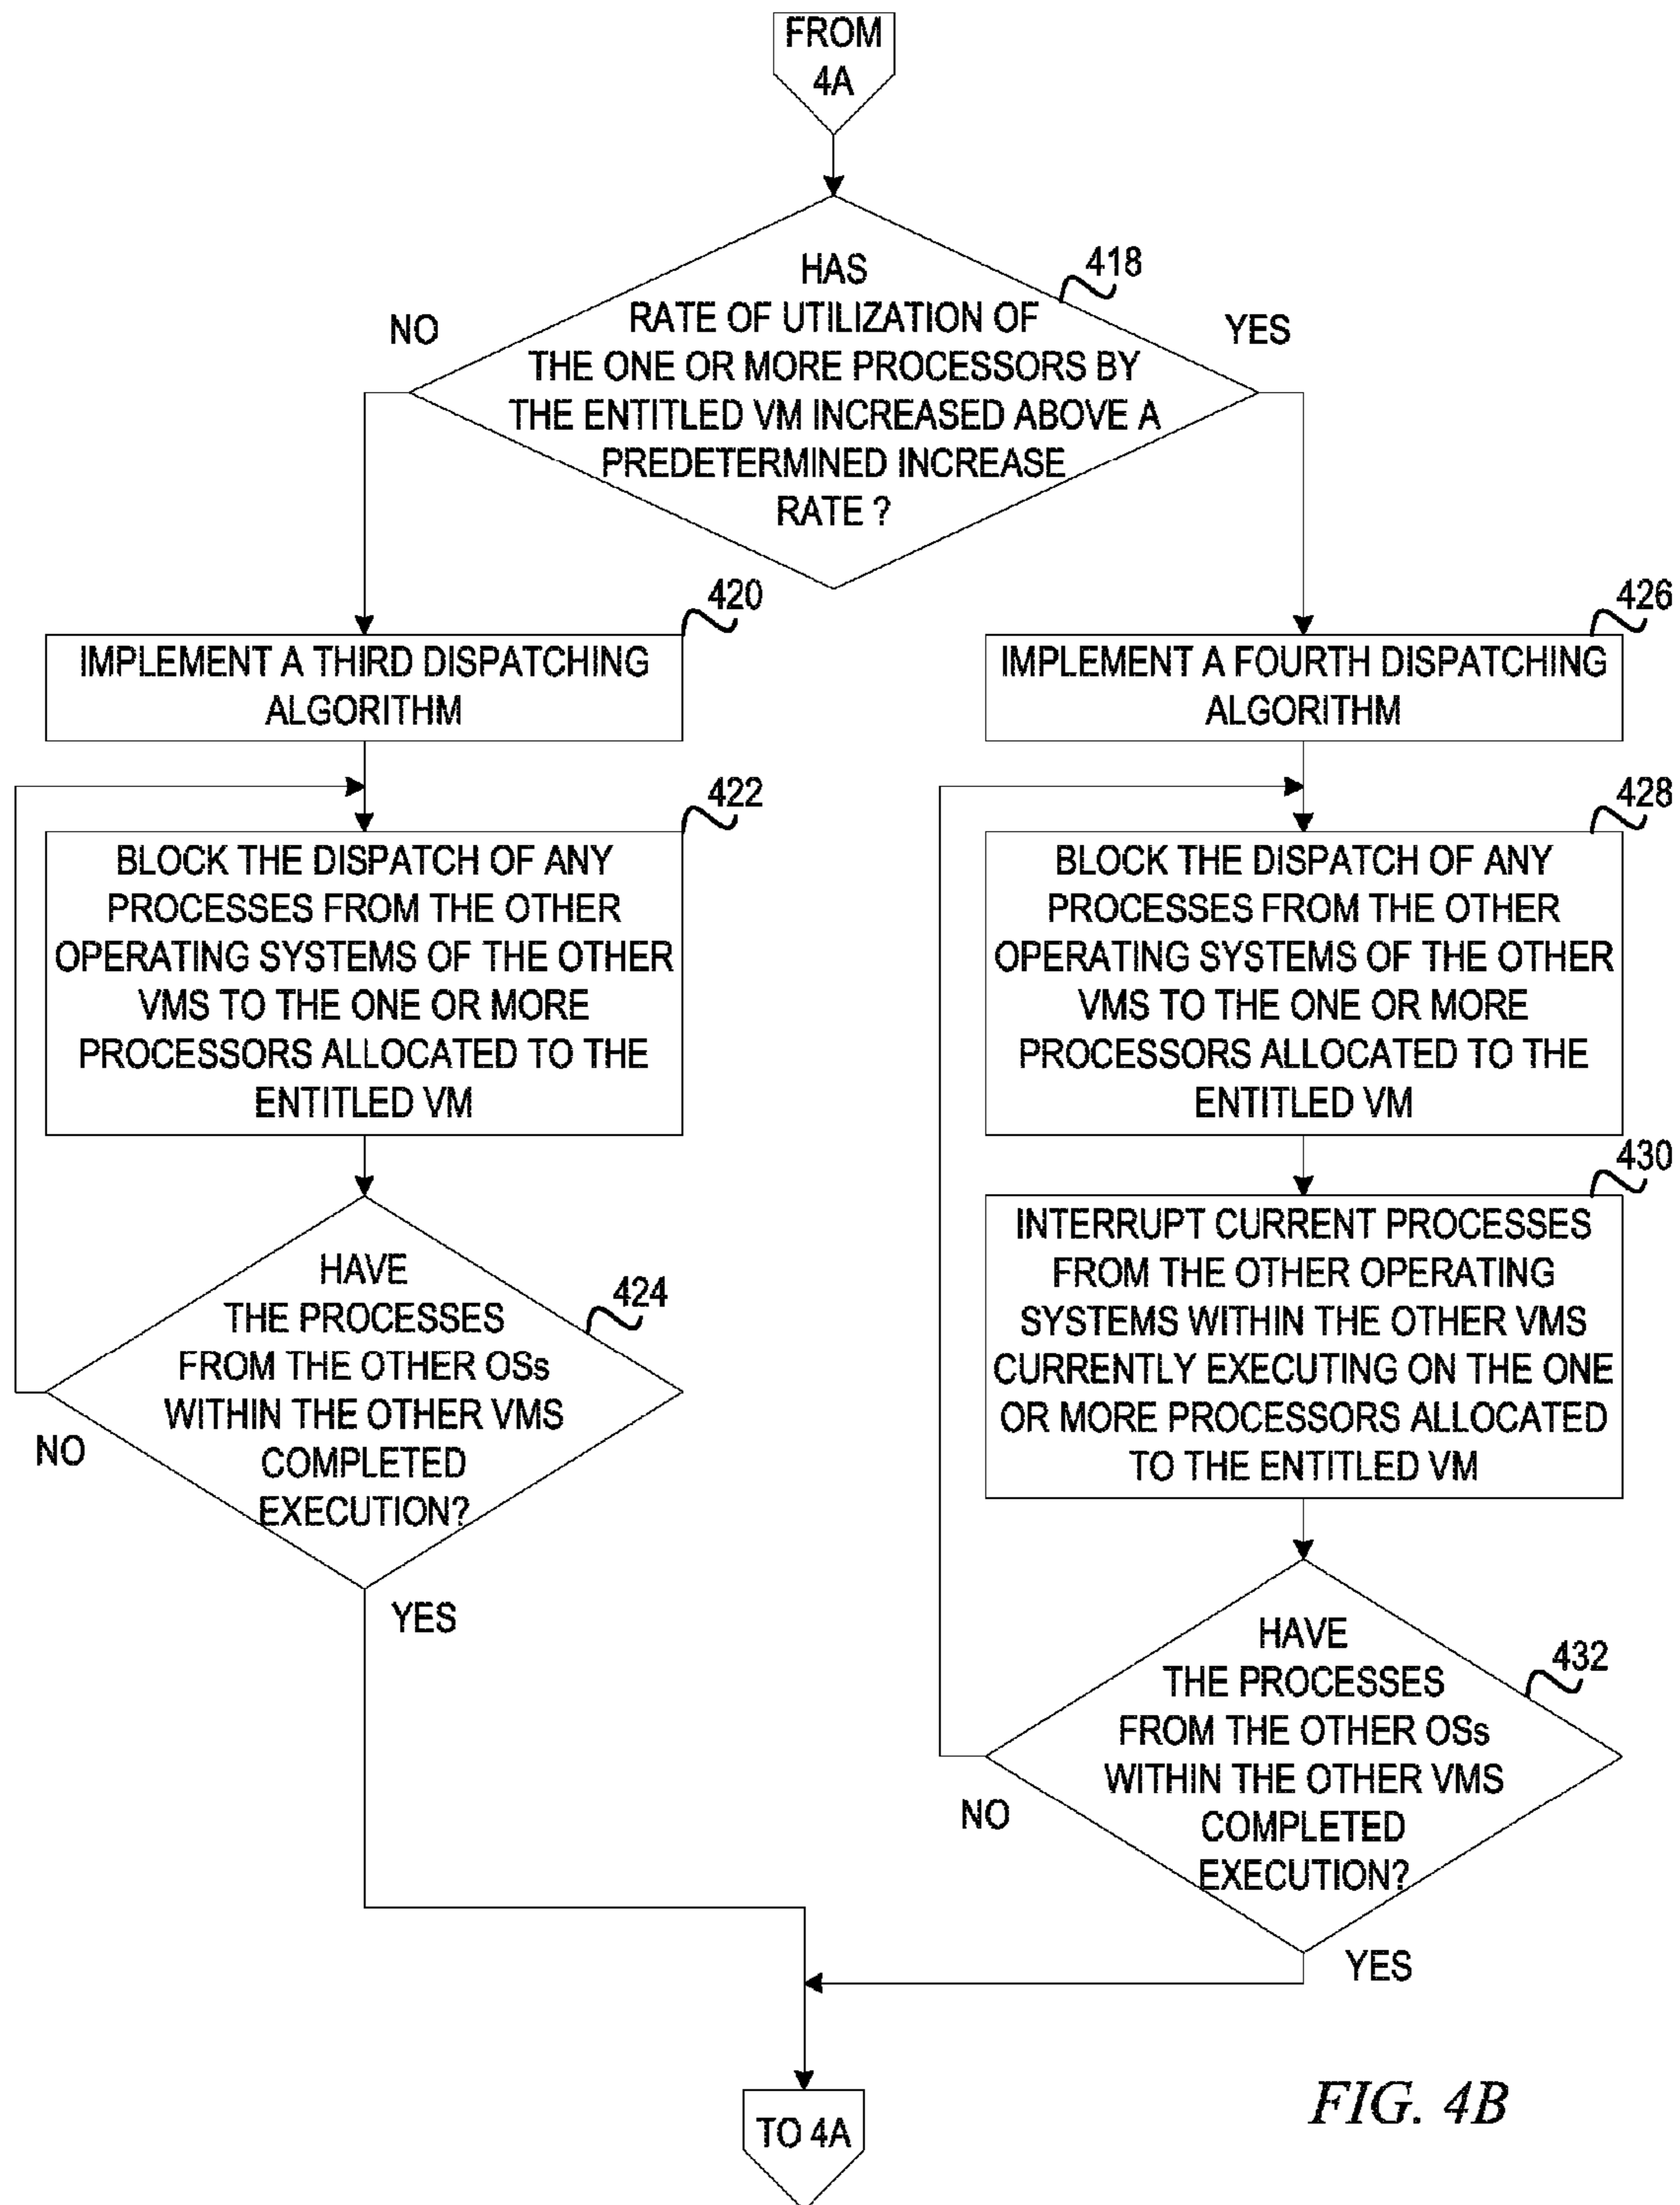 FROM
4A
HAS
RATE OF UTILIZATION OF
THE ONE OR MORE PROCESSORS BY
THE ENTITLED VM INCREASED ABOVE A
PREDETERMINED INCREASE
RATE ?
418
NO
YES
420
IMPLEMENT A THIRD DISPATCHING
ALGORITHM
422
BLOCK THE DISPATCH OF ANY
PROCESSES FROM THE OTHER
OPERATING SYSTEMS OF THE OTHER
VMS TO THE ONE OR MORE
PROCESSORS ALLOCATED TO THE
ENTITLED VM
HAVE
THE PROCESSES
FROM THE OTHER OSs
WITHIN THE OTHER VMS
COMPLETED
EXECUTION?
424
NO
YES
426
IMPLEMENT A FOURTH DISPATCHING
ALGORITHM
428
BLOCK THE DISPATCH OF ANY
PROCESSES FROM THE OTHER
OPERATING SYSTEMS OF THE OTHER
VMS TO THE ONE OR MORE
PROCESSORS ALLOCATED TO THE
ENTITLED VM
430
INTERRUPT CURRENT PROCESSES
FROM THE OTHER OPERATING
SYSTEMS WITHIN THE OTHER VMS
CURRENTLY EXECUTING ON THE ONE
OR MORE PROCESSORS ALLOCATED
TO THE ENTITLED VM
HAVE
THE PROCESSES
FROM THE OTHER OSs
WITHIN THE OTHER VMS
COMPLETED
EXECUTION?
432
NO
YES
TO 4A
FIG. 4B